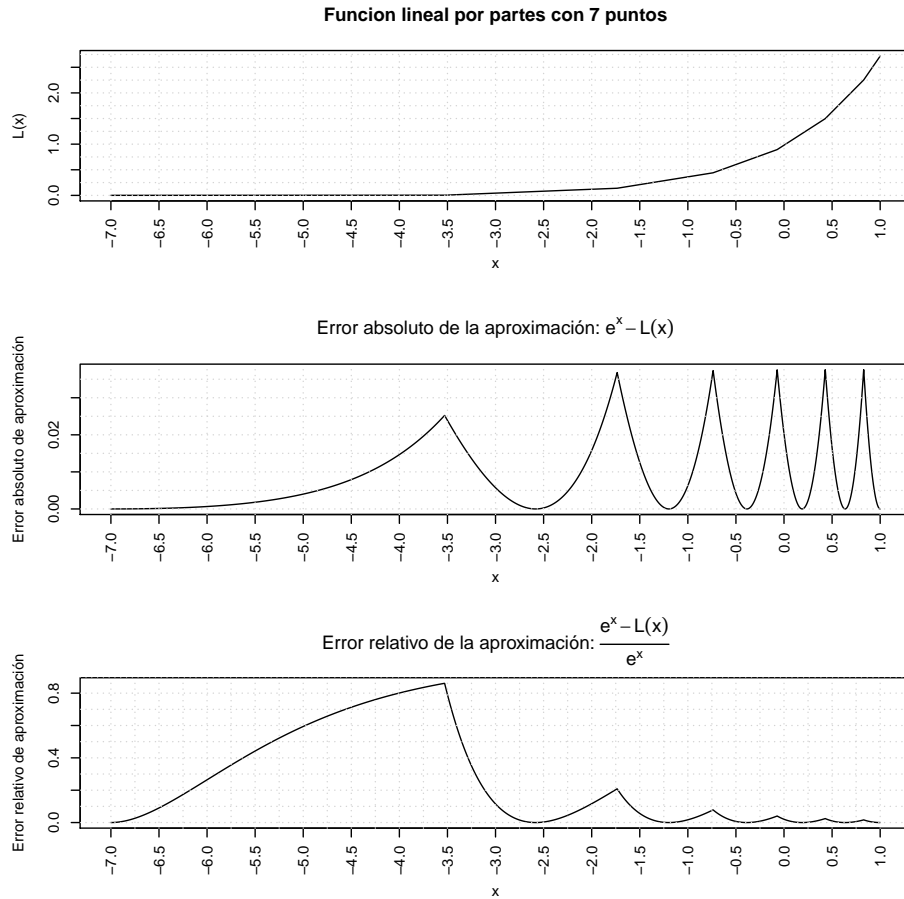 Funcion lineal por partes con 7 puntos
L(x)
2.0
1.0
0.0
−7.0 −6.5 −6.0 −5.5 −5.0 −4.5 −4.0 −3.5 −3.0 −2.5 −2.0 −1.5 −1.0 −0.5 0.0 0.5 1.0
x
Error absoluto de la aproximación: e^x − L(x)
Error absoluto de aproximación
0.02
0.00
−7.0 −6.5 −6.0 −5.5 −5.0 −4.5 −4.0 −3.5 −3.0 −2.5 −2.0 −1.5 −1.0 −0.5 0.0 0.5 1.0
x
Error relativo de la aproximación: e^x − L(x)
e^x
Error relativo de aproximación
0.8
0.4
0.0
−7.0 −6.5 −6.0 −5.5 −5.0 −4.5 −4.0 −3.5 −3.0 −2.5 −2.0 −1.5 −1.0 −0.5 0.0 0.5 1.0
x